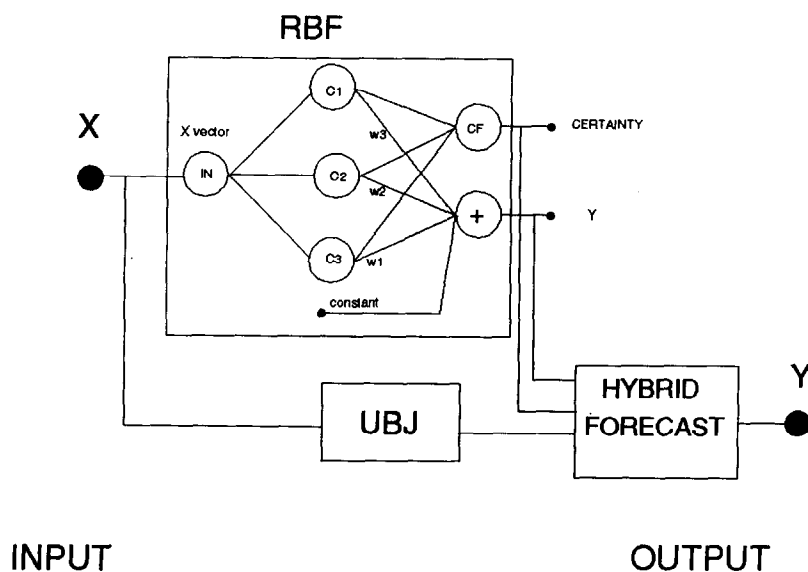 RBF
X
X vector
IN
C1
C2
C3
w3
w2
w1
CF
+
CERTAINTY
Y
constant
UBJ
HYBRID
FORECAST
Y
INPUT
OUTPUT